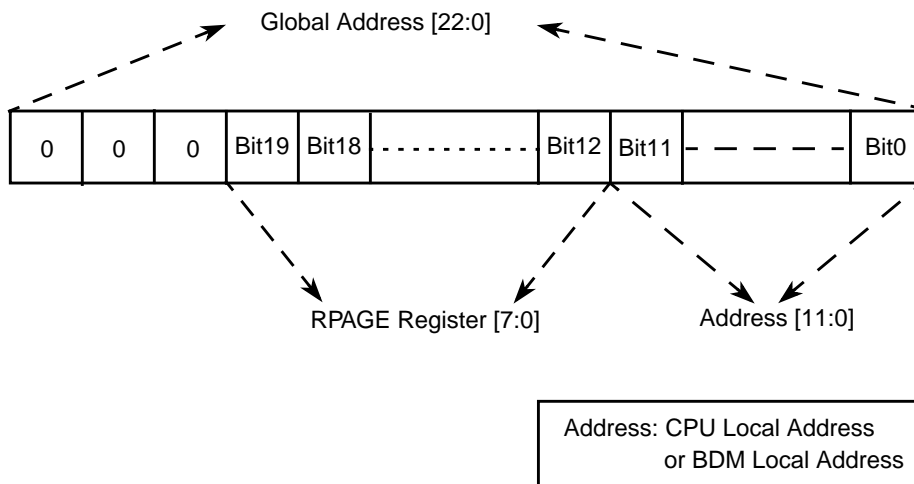 Global Address [22:0]
0 0 0 Bit19 Bit18 Bit12 Bit11 Bit0
RPAGE Register [7:0] Address [11:0]
Address: CPU Local Address
or BDM Local Address